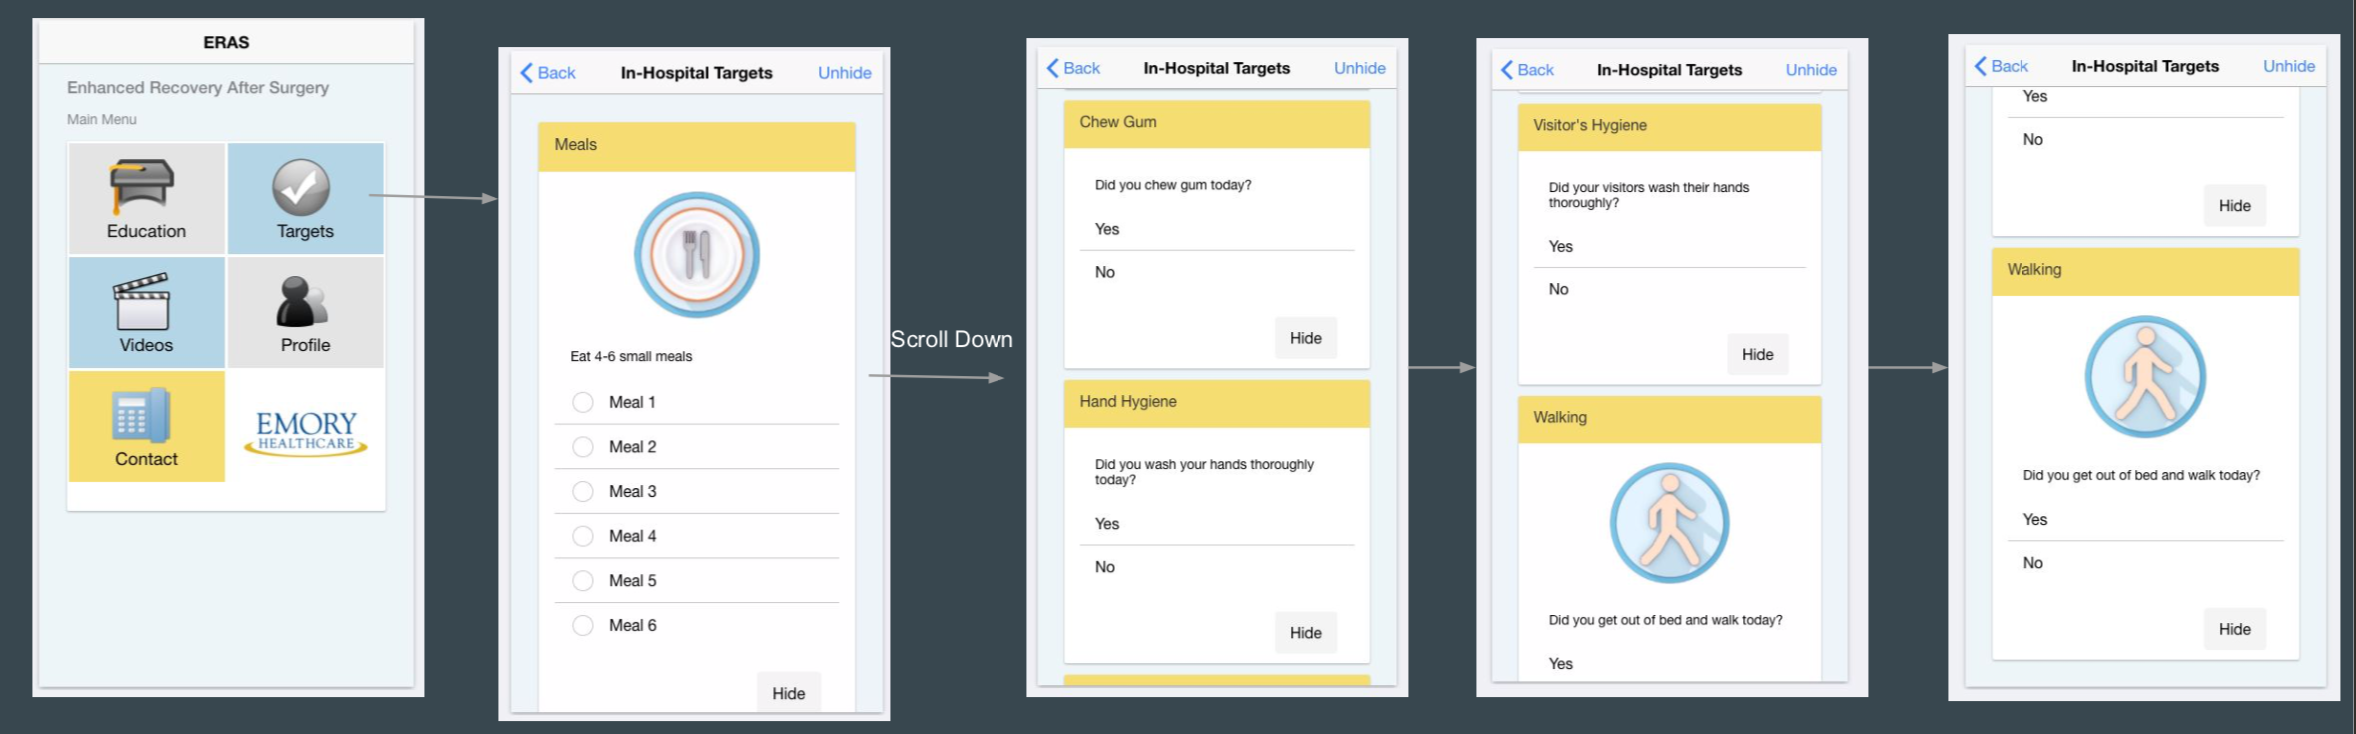 ERAS
Enhanced Recovery After Surgery
Main Menu
Education
Targets
Videos
Profile
Contact
EMORY
HEALTHCARE
Back In-Hospital Targets Unhide
Meals
Eat 4-6 small meals
Meal 1
Meal 2
Meal 3
Meal 4
Meal 5
Meal 6
Hide
Scroll Down
Back In-Hospital Targets Unhide
Chew Gum
Did you chew gum today?
Yes
No
Hide
Hand Hygiene
Did you wash your hands thoroughly
today?
Yes
No
Hide
Back In-Hospital Targets Unhide
Visitor's Hygiene
Did your visitors wash their hands
thoroughly?
Yes
No
Hide
Walking
Did you get out of bed and walk today?
Yes
Back In-Hospital Targets Unhide
Yes
No
Hide
Walking
Did you get out of bed and walk today?
Yes
No
Hide